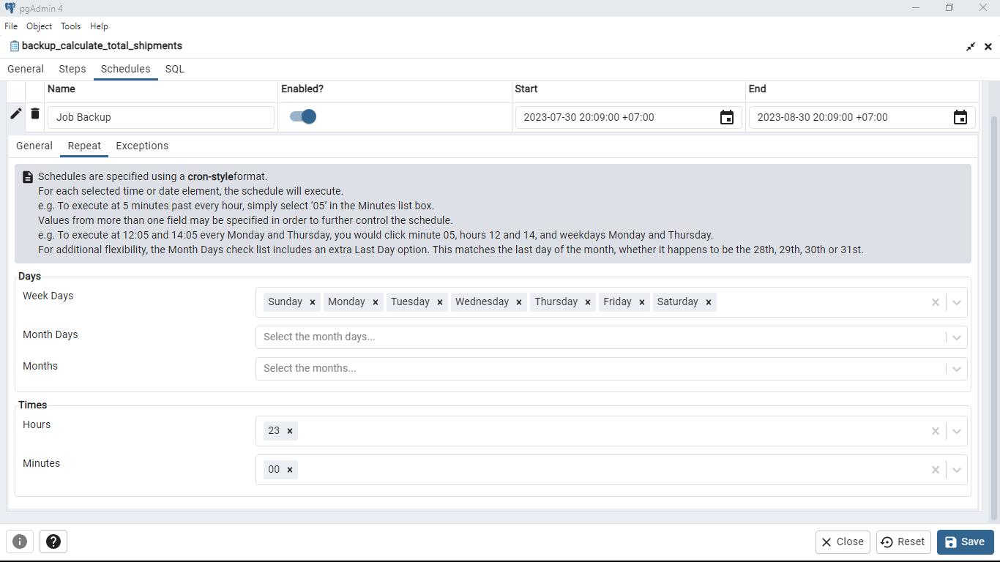 pgAdmin 4
File Object Tools Help
backup_calculate_total_shipments
General Steps Schedules SQL
Name Enabled? Start End
Job Backup 2023-07-30 20:09:00 +07:00 2023-08-30 20:09:00 +07:00
General Repeat Exceptions
Schedules are specified using a cron-styleformat.
For each selected time or date element, the schedule will execute.
e.g. To execute at 5 minutes past every hour, simply select ‘05’ in the Minutes list box.
Values from more than one field may be specified in order to further control the schedule.
e.g. To execute at 12:05 and 14:05 every Monday and Thursday, you would click minute 05, hours 12 and 14, and weekdays Monday and Thursday.
For additional flexibility, the Month Days check list includes an extra Last Day option. This matches the last day of the month, whether it happens to be the 28th, 29th, 30th or 31st.
Days
Week Days Sunday Monday Tuesday Wednesday Thursday Friday Saturday
Month Days Select the month days...
Months Select the months...
Times
Hours 23
Minutes 00
Close Reset Save